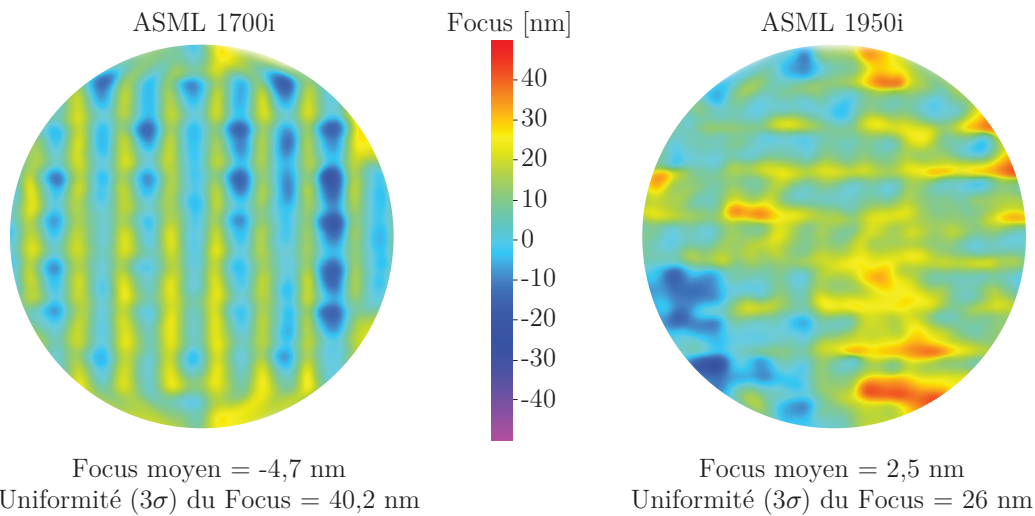 ASML 1700i
Focus [nm]
ASML 1950i
40
30
20
10
0
-10
-20
-30
-40
Focus moyen = -4,7 nm
Uniformité (3σ) du Focus = 40,2 nm
Focus moyen = 2,5 nm
Uniformité (3σ) du Focus = 26 nm